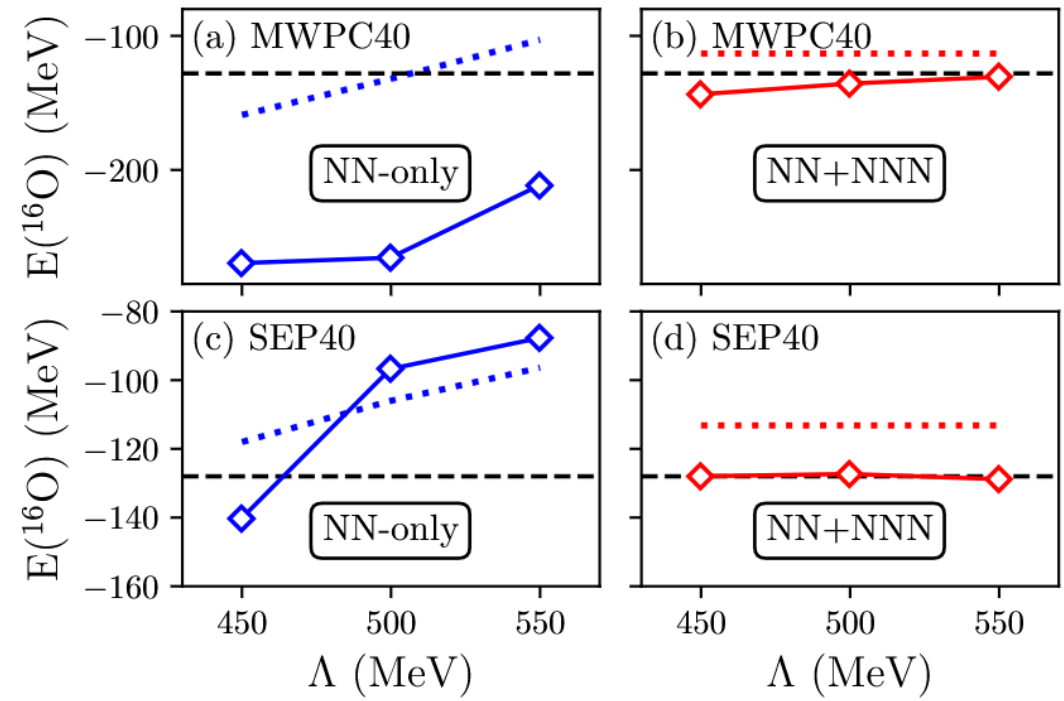 (a) MWPC40
(b) MWPC40
−100
−200
E(¹⁶O) (MeV)
NN-only
NN+NNN
(c) SEP40
(d) SEP40
−80
−100
−120
−140
−160
E(¹⁶O) (MeV)
NN-only
NN+NNN
450 500 550
450 500 550
Λ (MeV)
Λ (MeV)